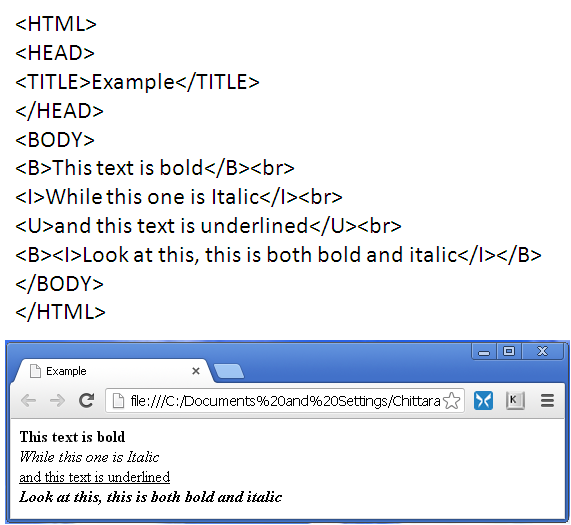 <HTML>
<HEAD>
<TITLE>Example</TITLE>
</HEAD>
<BODY>
<B>This text is bold</B><br>
<I>While this one is Italic</I><br>
<U>and this text is underlined</U><br>
<B><I>Look at this, this is both bold and italic</I></B>
</BODY>
</HTML>
Example
file:///C:/Documents%20and%20Settings/Chittara
K
This text is bold
While this one is Italic
and this text is underlined
Look at this, this is both bold and italic